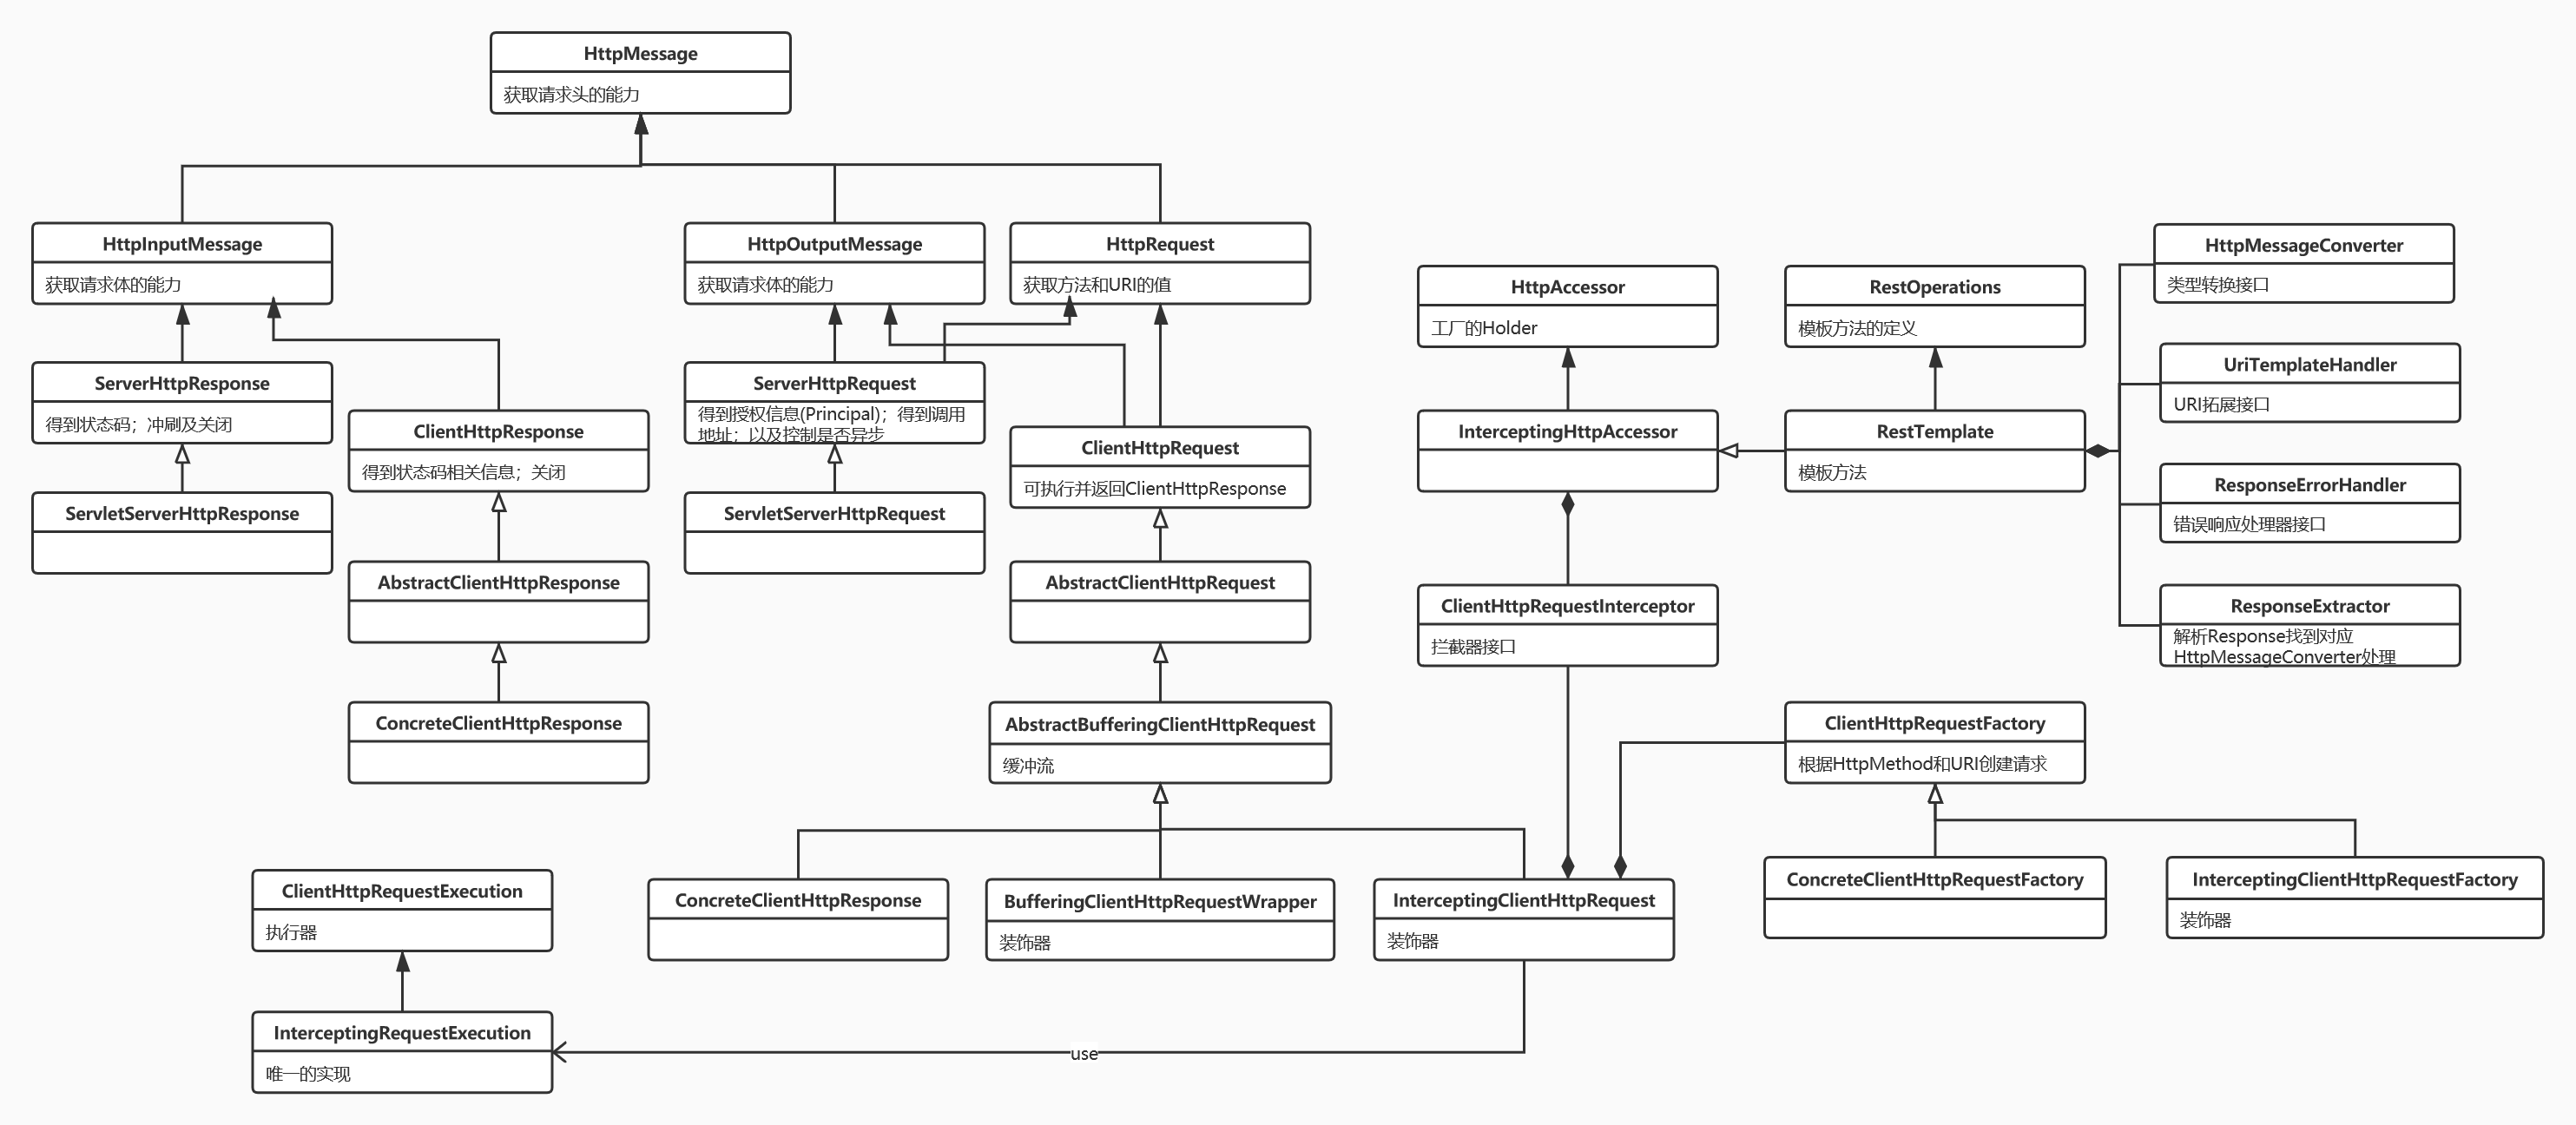 HttpMessage
获取请求头的能力
HttpInputMessage
获取请求体的能力
HttpOutputMessage
获取请求体的能力
HttpRequest
获取方法和URI的值
HttpMessageConverter
类型转换接口
HttpAccessor
工厂的Holder
RestOperations
模板方法的定义
UriTemplateHandler
URI拓展接口
ServerHttpResponse
得到状态码；冲刷及关闭
ClientHttpResponse
得到状态码相关信息；关闭
ServerHttpRequest
得到授权信息(Principal)；得到调用
地址；以及控制是否异步
ClientHttpRequest
可执行并返回ClientHttpResponse
InterceptingHttpAccessor
RestTemplate
模板方法
ResponseErrorHandler
错误响应处理器接口
ServletServerHttpResponse
ServletServerHttpRequest
AbstractClientHttpResponse
AbstractClientHttpRequest
ClientHttpRequestInterceptor
拦截器接口
ResponseExtractor
解析Response找到对应
HttpMessageConverter处理
ConcreteClientHttpResponse
AbstractBufferingClientHttpRequest
缓冲流
ClientHttpRequestFactory
根据HttpMethod和URI创建请求
ClientHttpRequestExecution
执行器
ConcreteClientHttpResponse
BufferingClientHttpRequestWrapper
装饰器
InterceptingClientHttpRequest
装饰器
ConcreteClientHttpRequestFactory
InterceptingClientHttpRequestFactory
装饰器
InterceptingRequestExecution
唯一的实现
use